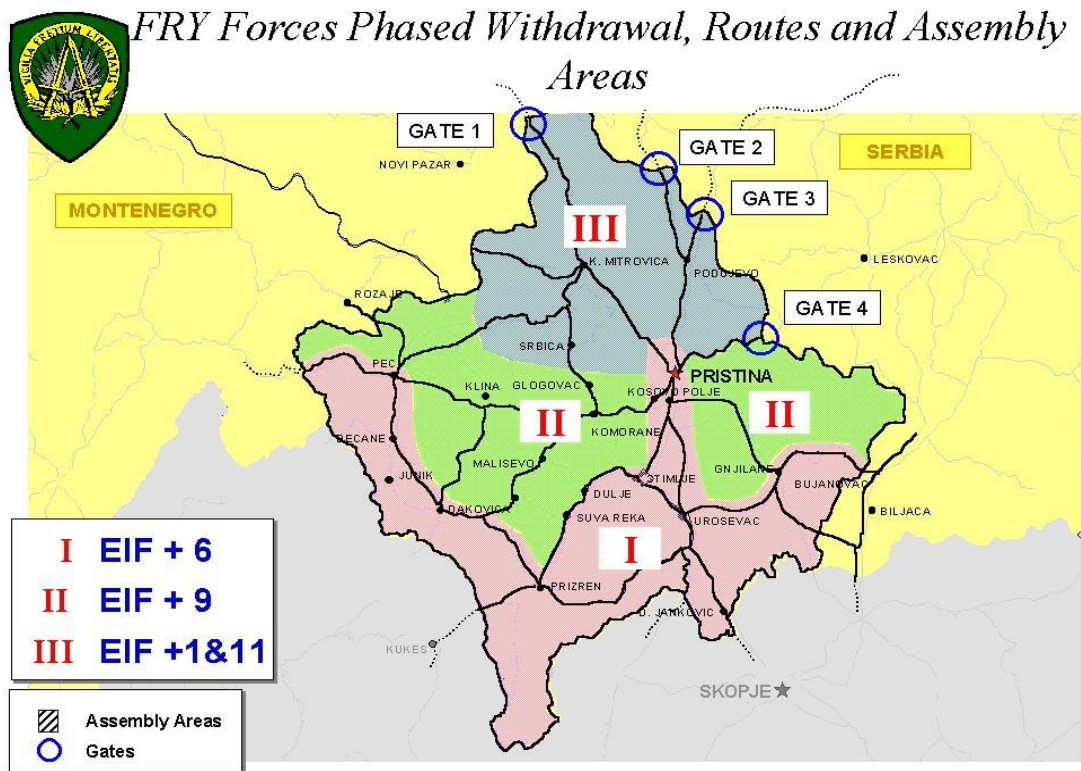 FRY Forces Phased Withdrawal, Routes and Assembly
Areas
VIGILIA PRETIUM LIBERTATIS
GATE 1
GATE 2
GATE 3
GATE 4
NOVI PAZAR
SERBIA
MONTENEGRO
III
K. MITROVICA
PODUJEVO
LESKOVAC
ROZAJE
SRBICA
PEC
PRISTINA
KLINA
GLOGOVAC
KOSOVO POLJE
II
II
KOMORANE
DECANE
MALISEVO
GNJILANE
JUNIK
STIMLJE
BUJANOVAC
DULJE
DAKOVICA
SUVA REKA
UROSEVAC
BILJACA
I
PRIZREN
D. JANKOVIC
KUKES
SKOPJE
I EIF + 6
II EIF + 9
III EIF +1&11
Assembly Areas
Gates